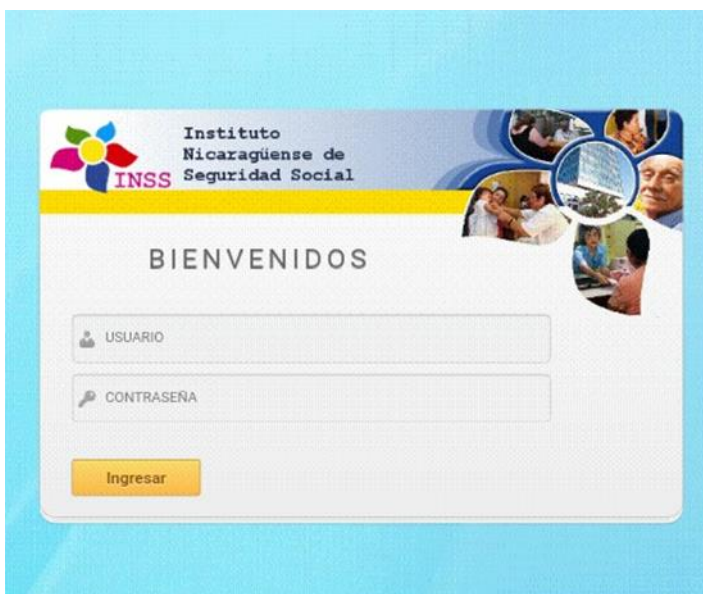 INSS
Instituto
Nicaragüense de
Seguridad Social
BIENVENIDOS
USUARIO
CONTRASEÑA
Ingresar